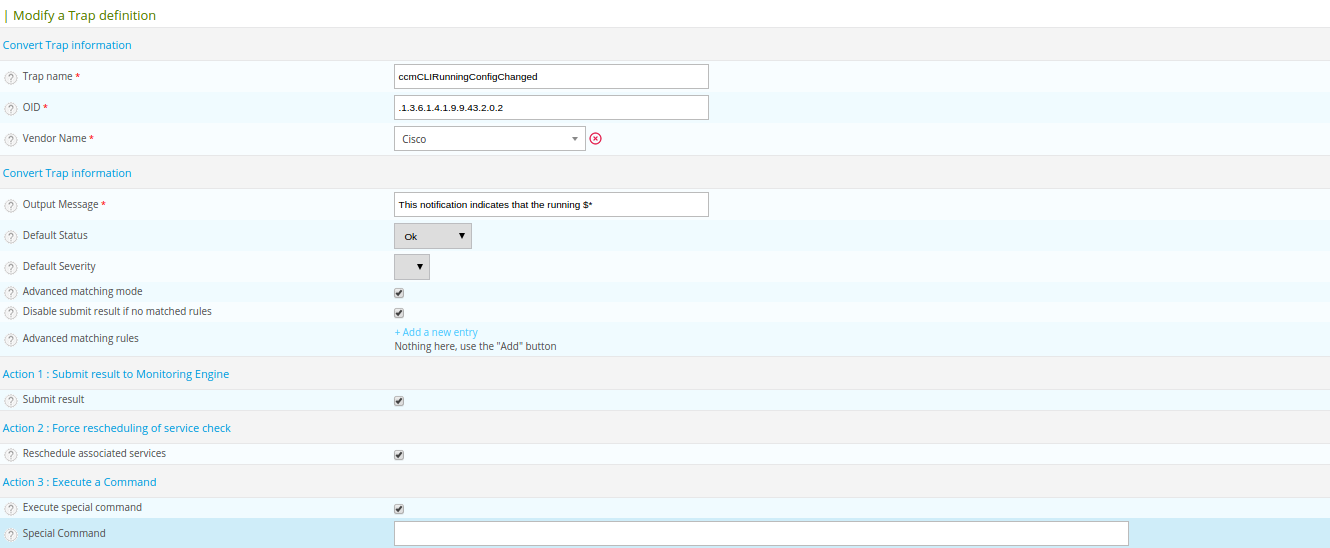 | Modify a Trap definition
Convert Trap information
? Trap name * ccmCLIRunningConfigChanged
? OID * .1.3.6.1.4.1.9.9.43.2.0.2
? Vendor Name * Cisco
Convert Trap information
? Output Message * This notification indicates that the running $*
? Default Status Ok
? Default Severity
? Advanced matching mode
? Disable submit result if no matched rules
? Advanced matching rules + Add a new entry
Nothing here, use the "Add" button
Action 1 : Submit result to Monitoring Engine
? Submit result
Action 2 : Force rescheduling of service check
? Reschedule associated services
Action 3 : Execute a Command
? Execute special command
? Special Command